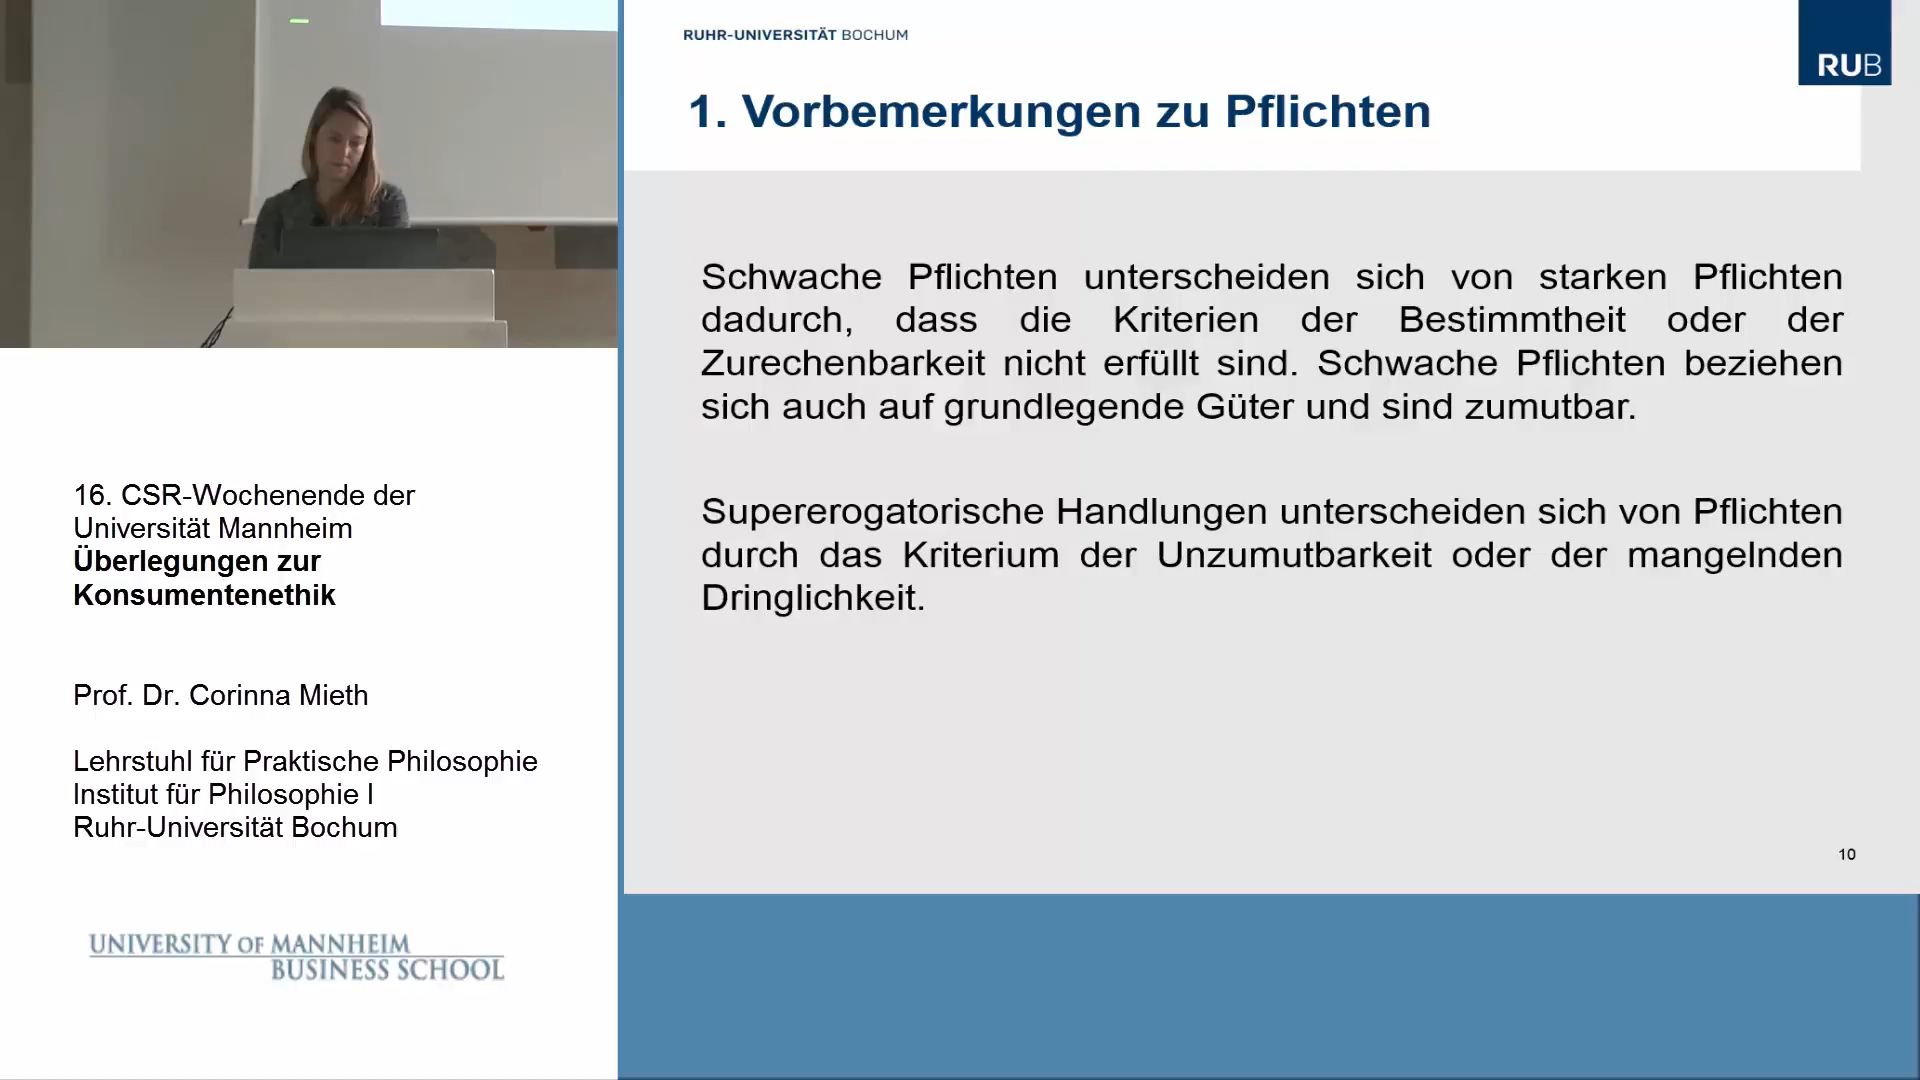 RUHR-UNIVERSITÄT BOCHUM
RUB
1. Vorbemerkungen zu Pflichten
Schwache Pflichten unterscheiden sich von starken Pflichten
dadurch, dass die Kriterien der Bestimmtheit oder der
Zurechenbarkeit nicht erfüllt sind. Schwache Pflichten beziehen
sich auch auf grundlegende Güter und sind zumutbar.
Supererogatorische Handlungen unterscheiden sich von Pflichten
durch das Kriterium der Unzumutbarkeit oder der mangelnden
Dringlichkeit.
10
16. CSR-Wochenende der
Universität Mannheim
Überlegungen zur
Konsumentenethik
Prof. Dr. Corinna Mieth
Lehrstuhl für Praktische Philosophie
Institut für Philosophie I
Ruhr-Universität Bochum
UNIVERSITY OF MANNHEIM
BUSINESS SCHOOL